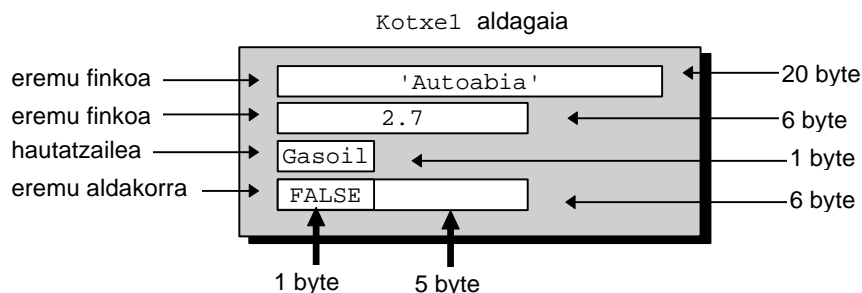 Kotxe1 aldagaia
eremu finkoa 'Autoabia' 20 byte
eremu finkoa 2.7 6 byte
hautatzailea Gasoil 1 byte
eremu aldakorra FALSE 6 byte
1 byte 5 byte